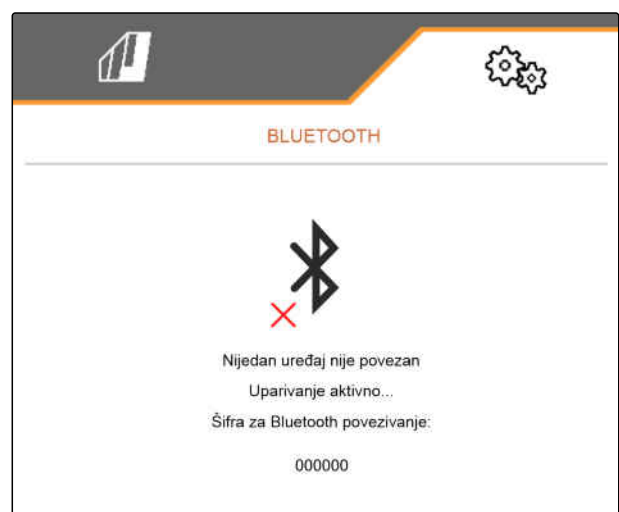 BLUETOOTH
Nijedan uređaj nije povezan
Uparivanje aktivno...
Šifra za Bluetooth povezivanje:
000000